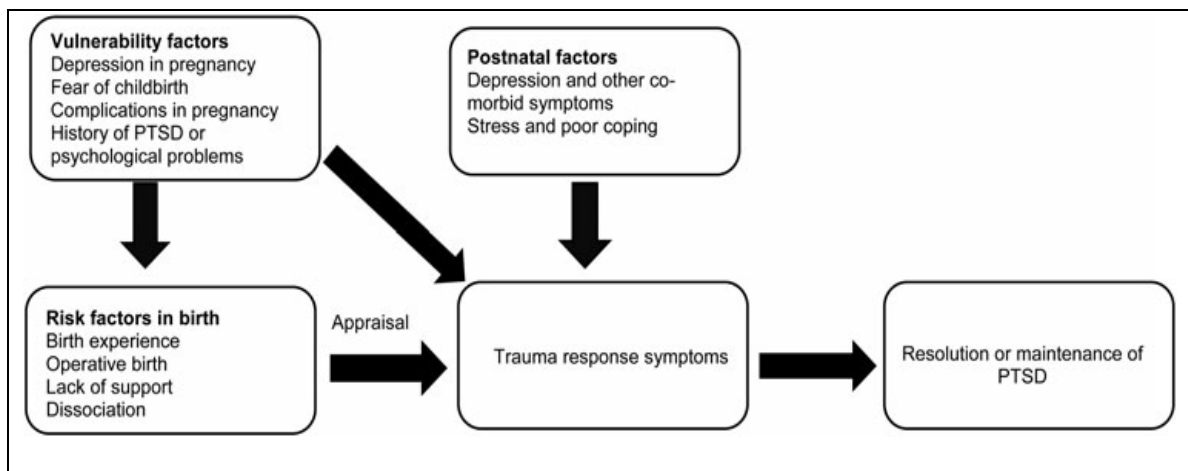 Vulnerability factors
Depression in pregnancy
Fear of childbirth
Complications in pregnancy
History of PTSD or
psychological problems
Postnatal factors
Depression and other co-
morbid symptoms
Stress and poor coping
Risk factors in birth
Birth experience
Operative birth
Lack of support
Dissociation
Appraisal
Trauma response symptoms
Resolution or maintenance of
PTSD